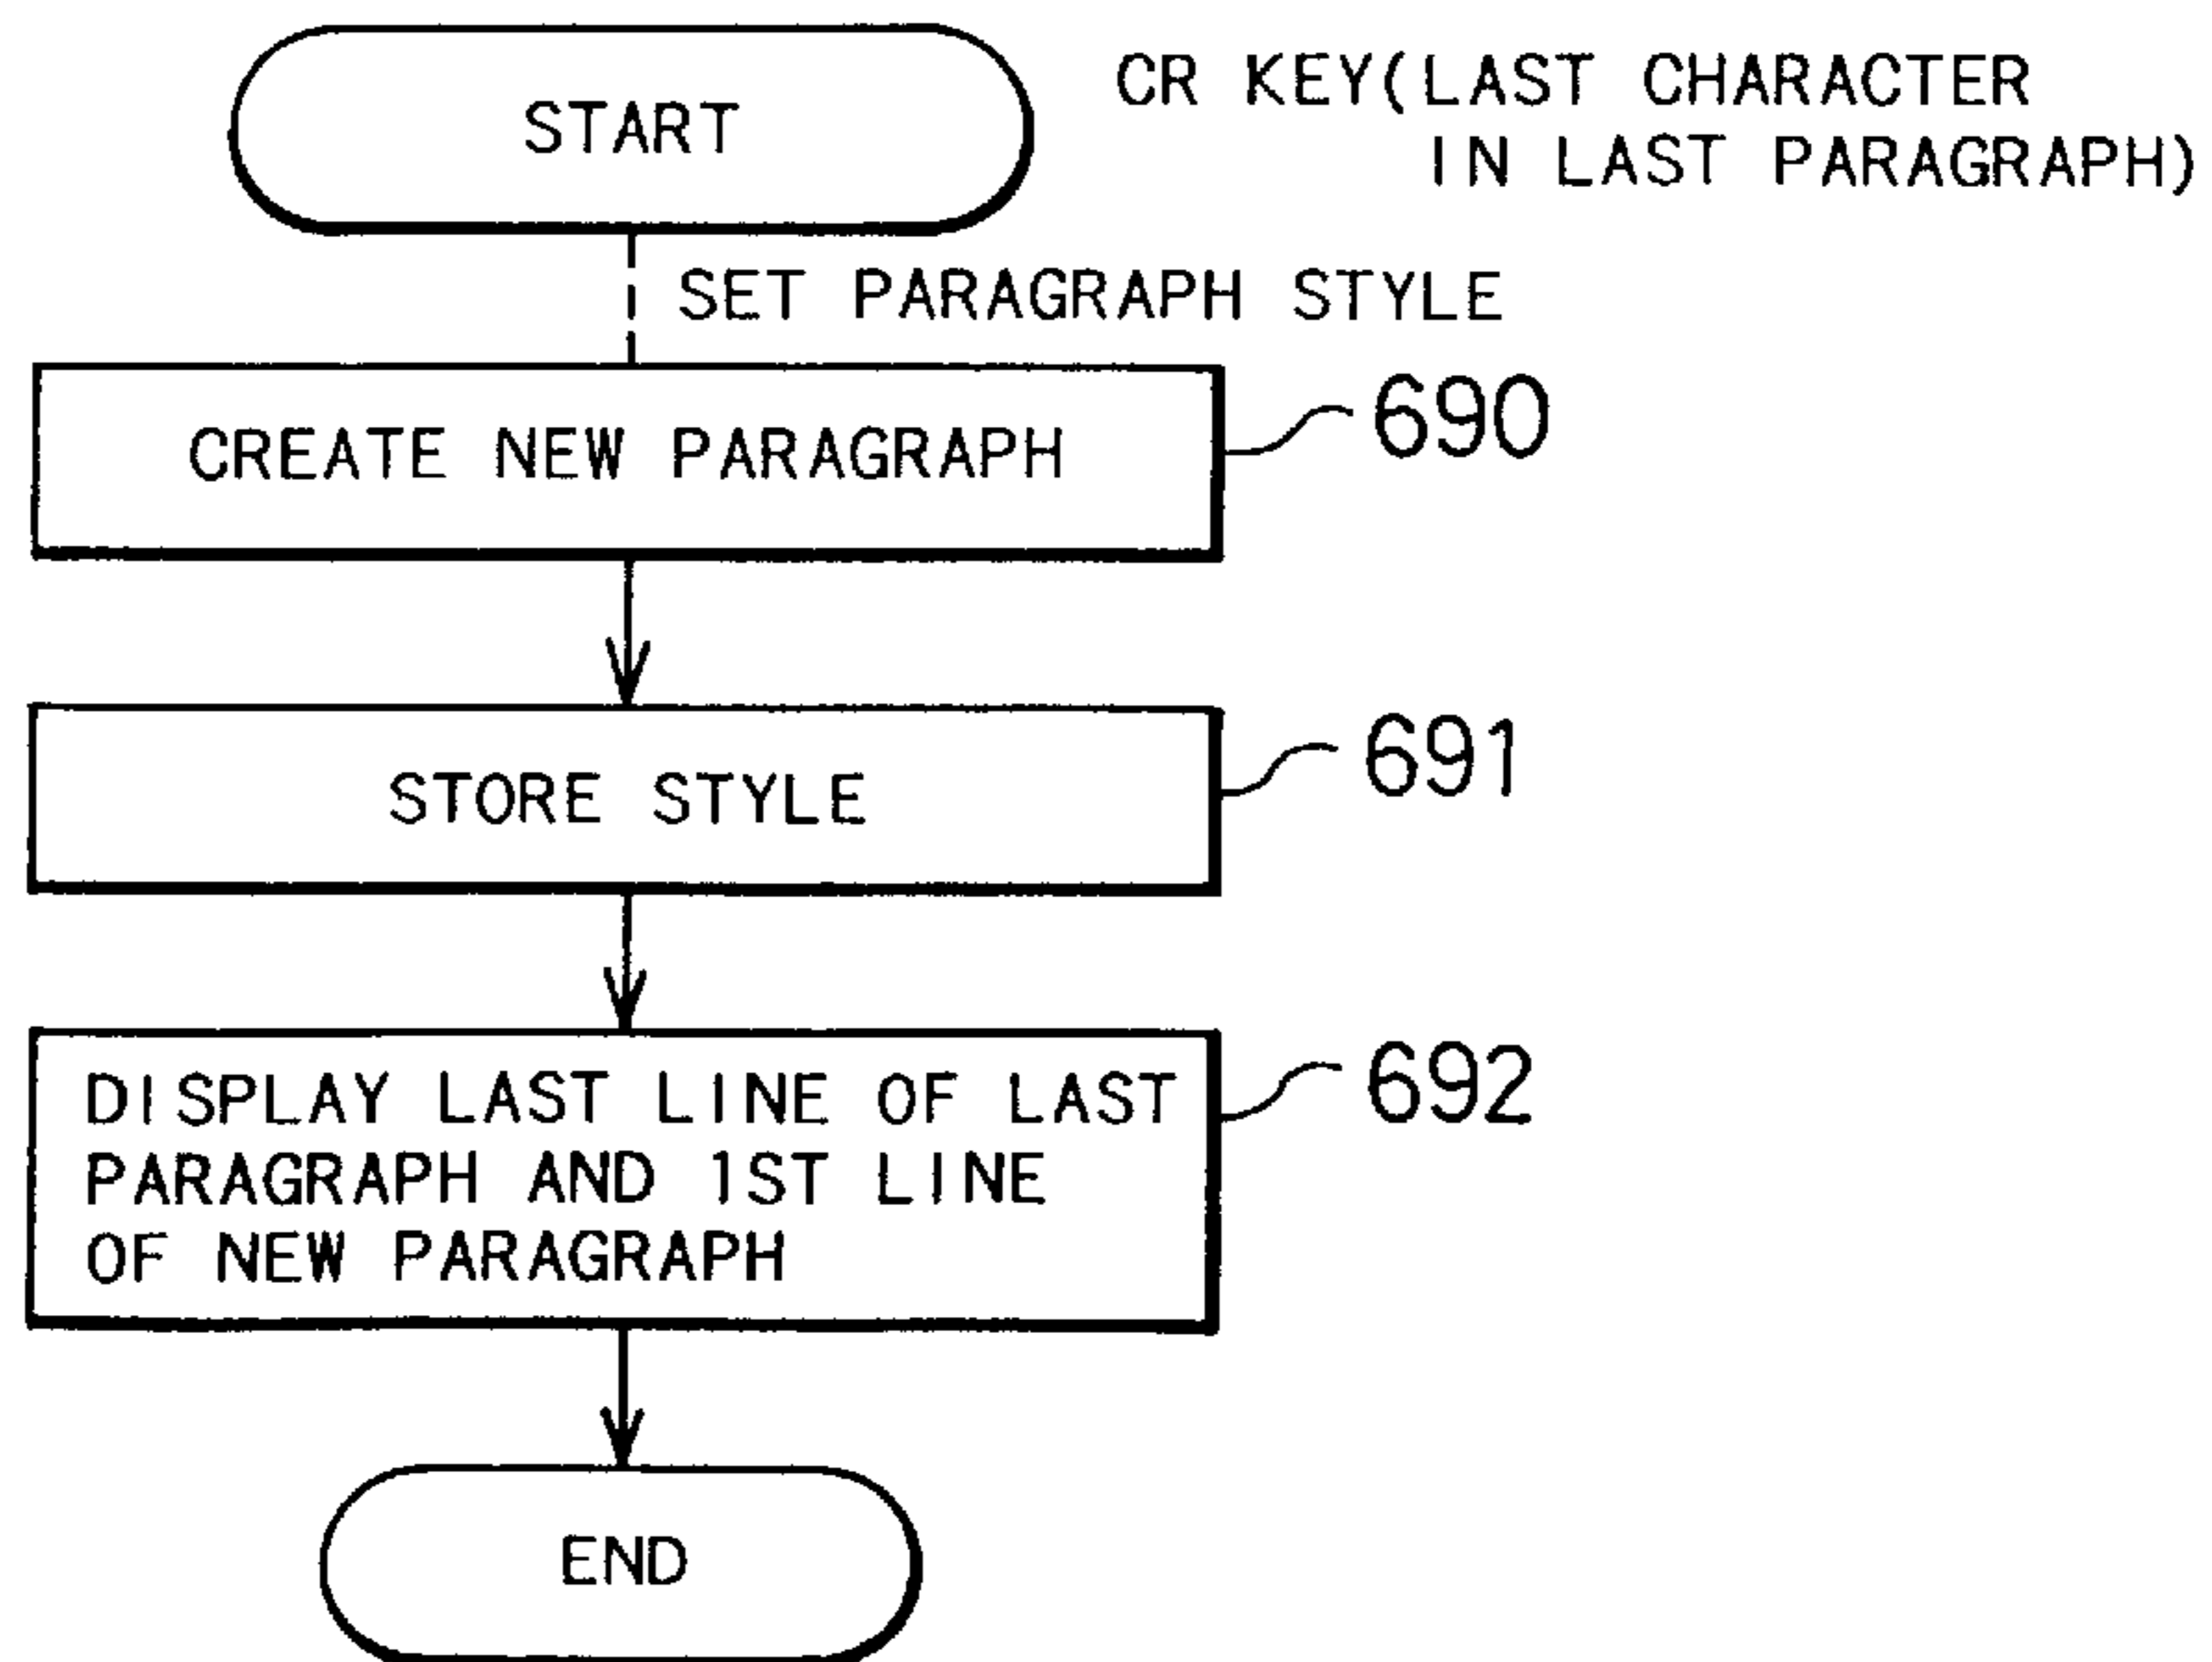 START
CR KEY(LAST CHARACTER
IN LAST PARAGRAPH)
SET PARAGRAPH STYLE
CREATE NEW PARAGRAPH
690
STORE STYLE
691
DISPLAY LAST LINE OF LAST
PARAGRAPH AND 1ST LINE
OF NEW PARAGRAPH
692
END